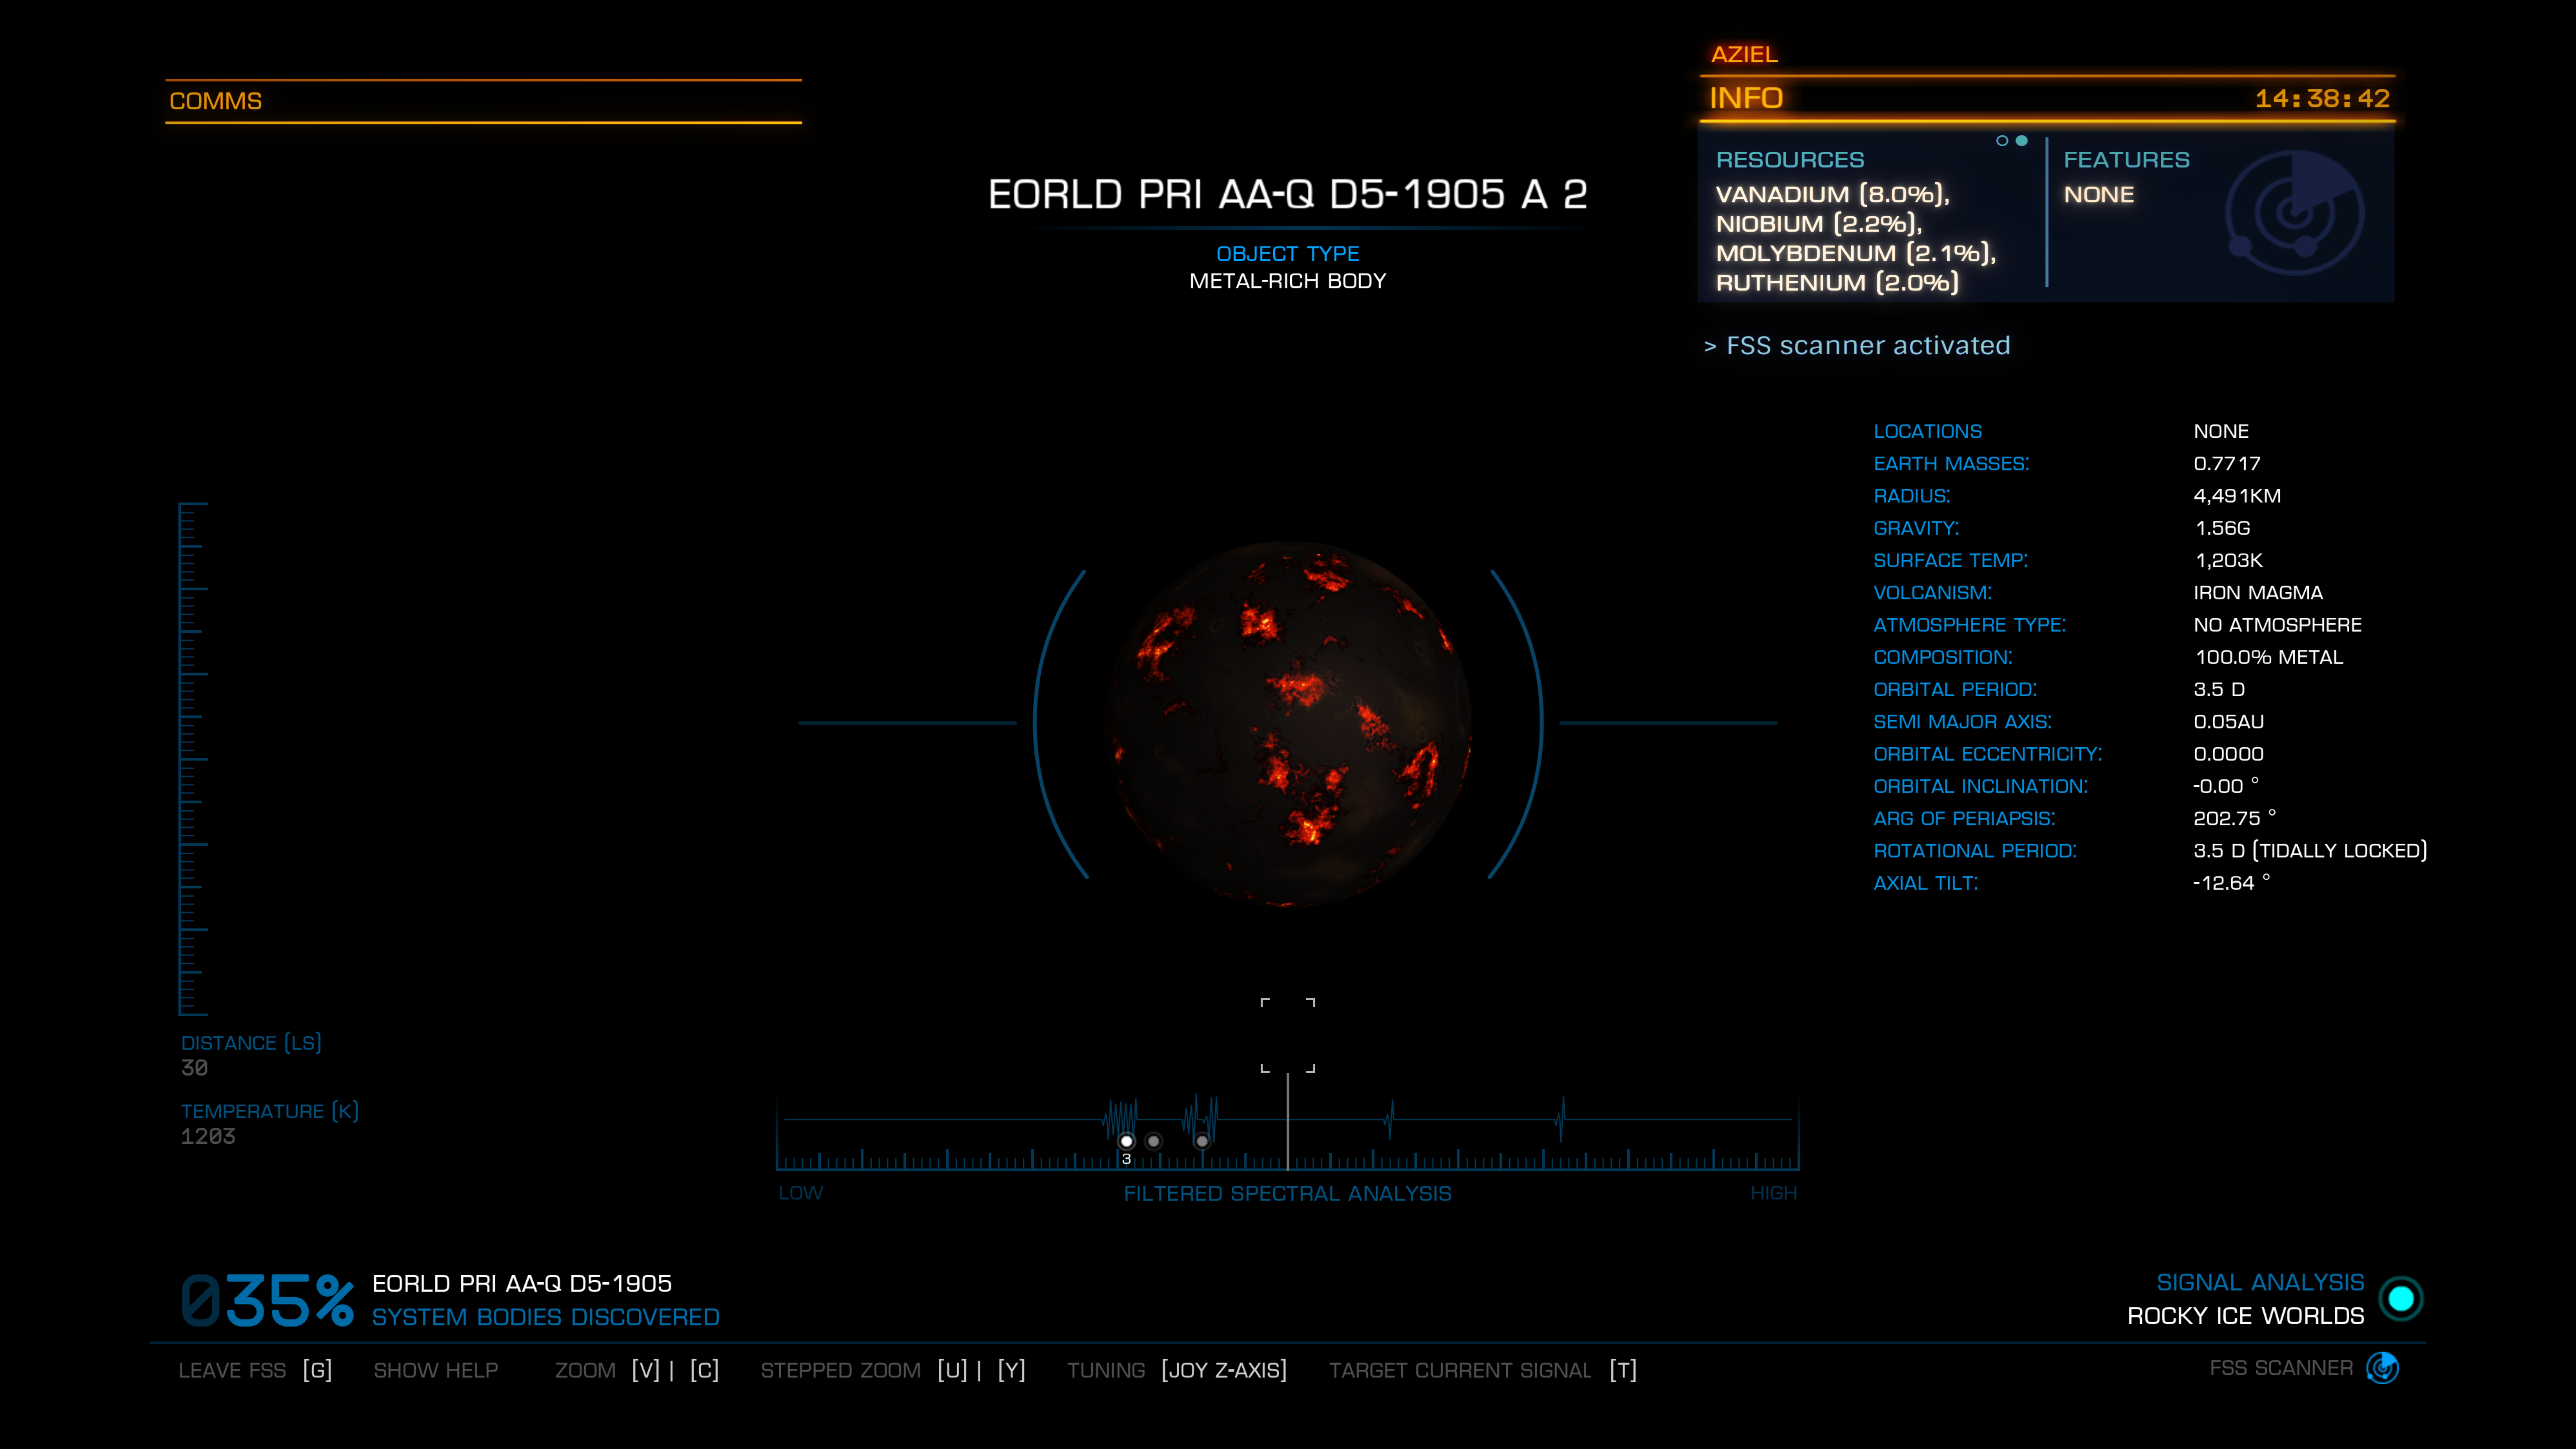 COMMS
AZIEL
INFO 14:38:42
EORLD PRI AA-Q D5-1905 A 2
OBJECT TYPE
METAL-RICH BODY
RESOURCES
VANADIUM (8.0%),
NIOBIUM (2.2%),
MOLYBDENUM (2.1%),
RUTHENIUM (2.0%)
FEATURES
NONE
> FSS scanner activated
LOCATIONS NONE
EARTH MASSES: 0.7717
RADIUS: 4,491KM
GRAVITY: 1.56G
SURFACE TEMP: 1,203K
VOLCANISM: IRON MAGMA
ATMOSPHERE TYPE: NO ATMOSPHERE
COMPOSITION: 100.0% METAL
ORBITAL PERIOD: 3.5 D
SEMI MAJOR AXIS: 0.05AU
ORBITAL ECCENTRICITY: 0.0000
ORBITAL INCLINATION: -0.00 °
ARG OF PERIAPSIS: 202.75 °
ROTATIONAL PERIOD: 3.5 D (TIDALLY LOCKED)
AXIAL TILT: -12.64 °
DISTANCE (LS)
30
TEMPERATURE (K)
1203
3
LOW FILTERED SPECTRAL ANALYSIS HIGH
035% EORLD PRI AA-Q D5-1905
SYSTEM BODIES DISCOVERED
SIGNAL ANALYSIS
ROCKY ICE WORLDS
LEAVE FSS [G] SHOW HELP ZOOM [V] | [C] STEPPED ZOOM [U] | [Y] TUNING [JOY Z-AXIS] TARGET CURRENT SIGNAL [T] FSS SCANNER